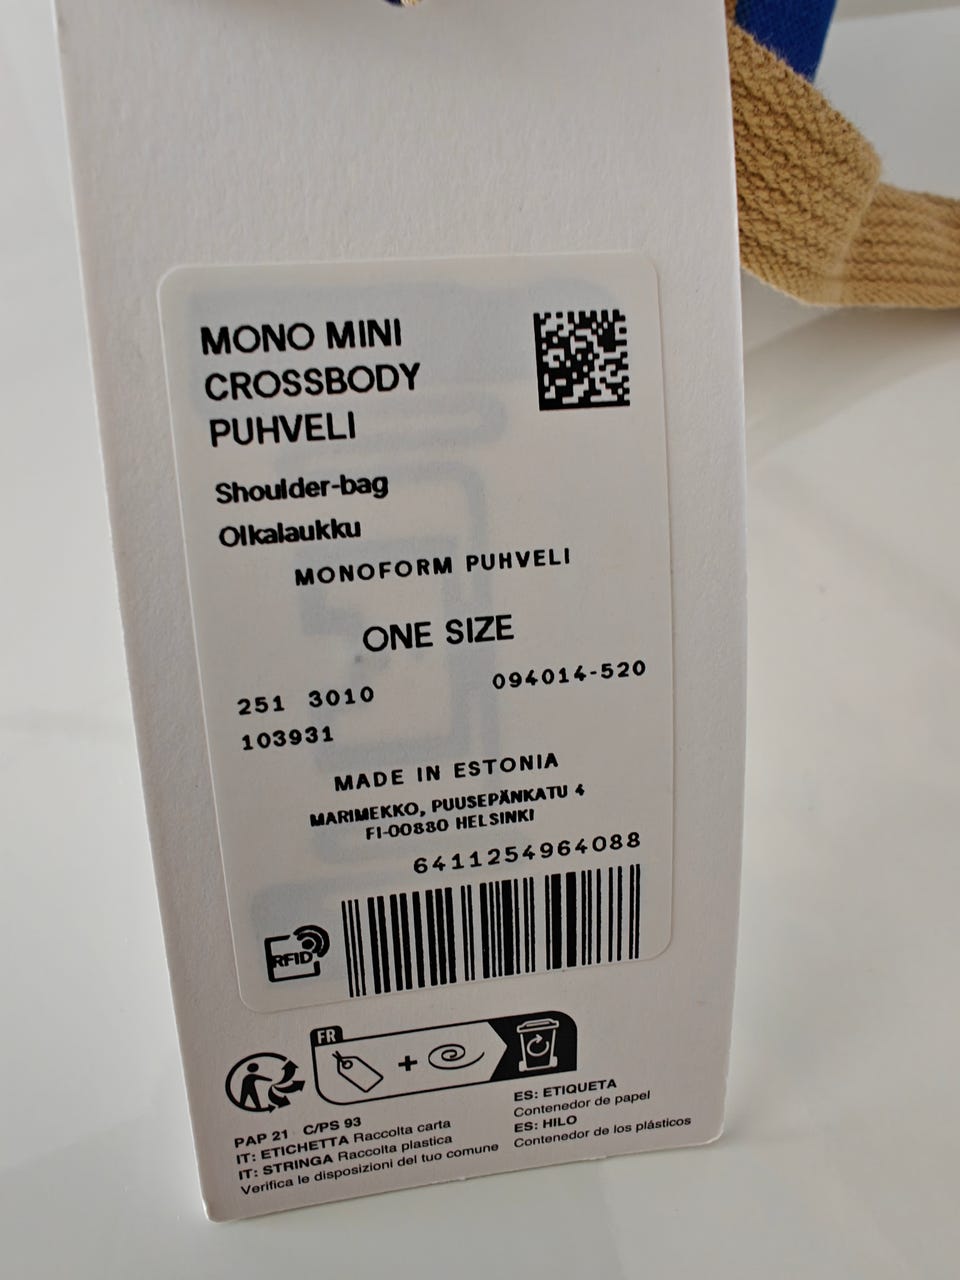 MONO MINI
CROSSBODY
PUHVELI
Shoulder-bag
Olkalaukku
MONOFORM PUHVELI
ONE SIZE
251 3010 094014-520
103931
MADE IN ESTONIA
MARIMEKKO, PUUSEPÄNKATU 4
FI-00880 HELSINKI
6411254964088
RFID
FR
+
PAP 21 C/PS 93
IT: ETICHETTA Raccolta carta
IT: STRINGA Raccolta plastica
Verifica le disposizioni del tuo comune
ES: ETIQUETA
Contenedor de papel
ES: HILO
Contenedor de los plásticos